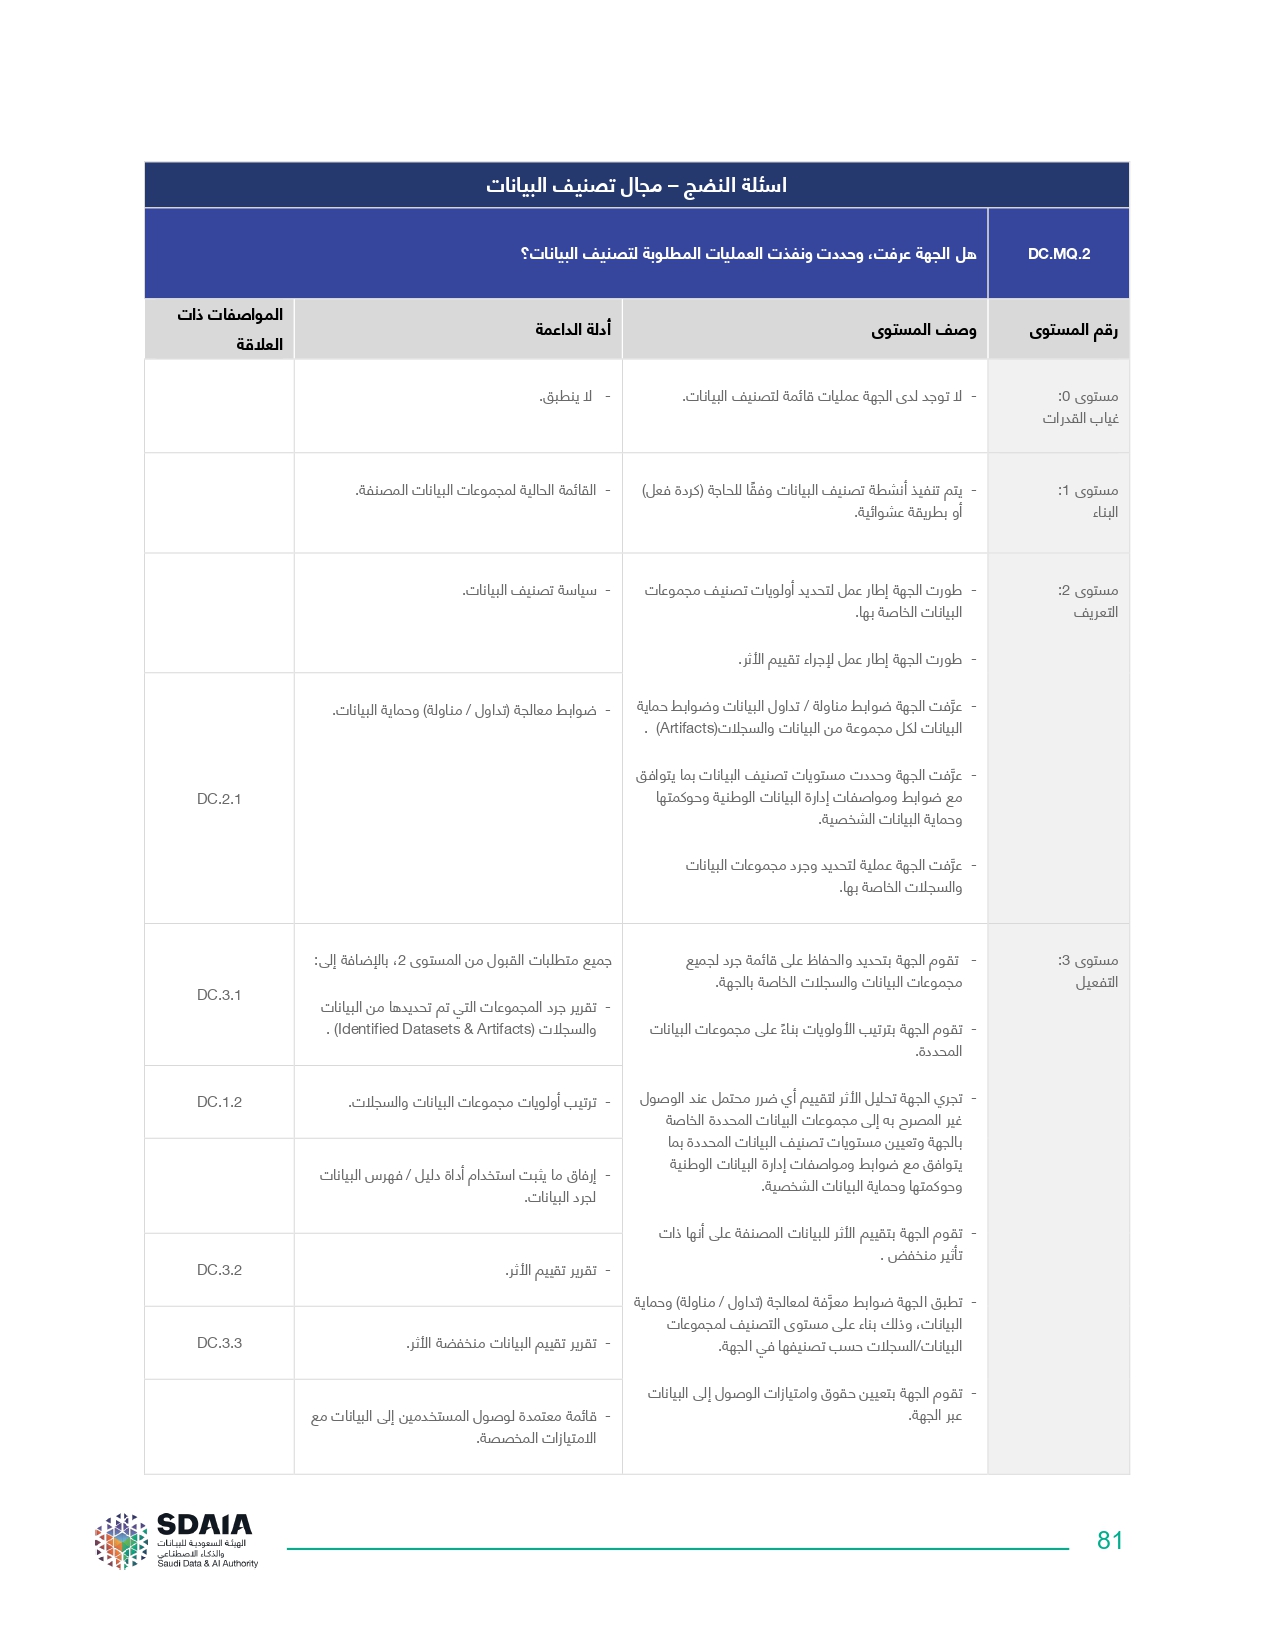 اسئلة النضج – مجال تصنيف البيانات
DC.MQ.2
هل الجهة عرفت، وحددت ونفذت العمليات المطلوبة لتصنيف البيانات؟
رقم المستوى
وصف المستوى
أدلة الداعمة
المواصفات ذات
العلاقة
مستوى 0:
غياب القدرات
- لا توجد لدى الجهة عمليات قائمة لتصنيف البيانات.
- لا ينطبق.
مستوى 1:
البناء
- يتم تنفيذ أنشطة تصنيف البيانات وفقًا للحاجة (كردة فعل)
أو بطريقة عشوائية.
- القائمة الحالية لمجموعات البيانات المصنفة.
مستوى 2:
التعريف
- طورت الجهة إطار عمل لتحديد أولويات تصنيف مجموعات
البيانات الخاصة بها.
- طورت الجهة إطار عمل لإجراء تقييم الأثر.
- عرَّفت الجهة ضوابط مناولة / تداول البيانات وضوابط حماية
البيانات لكل مجموعة من البيانات والسجلات(Artifacts) .
- عرَّفت الجهة وحددت مستويات تصنيف البيانات بما يتوافق
مع ضوابط ومواصفات إدارة البيانات الوطنية وحوكمتها
وحماية البيانات الشخصية.
- عرَّفت الجهة عملية لتحديد وجرد مجموعات البيانات
والسجلات الخاصة بها.
- سياسة تصنيف البيانات.
- ضوابط معالجة (تداول / مناولة) وحماية البيانات.
DC.2.1
مستوى 3:
التفعيل
- تقوم الجهة بتحديد والحفاظ على قائمة جرد لجميع
مجموعات البيانات والسجلات الخاصة بالجهة.
- تقوم الجهة بترتيب الأولويات بناءً على مجموعات البيانات
المحددة.
- تجري الجهة تحليل الأثر لتقييم أي ضرر محتمل عند الوصول
غير المصرح به إلى مجموعات البيانات المحددة الخاصة
بالجهة وتعيين مستويات تصنيف البيانات المحددة بما
يتوافق مع ضوابط ومواصفات إدارة البيانات الوطنية
وحوكمتها وحماية البيانات الشخصية.
- تقوم الجهة بتقييم الأثر للبيانات المصنفة على أنها ذات
تأثير منخفض .
- تطبق الجهة ضوابط معرَّفة لمعالجة (تداول / مناولة) وحماية
البيانات، وذلك بناء على مستوى التصنيف لمجموعات
البيانات/السجلات حسب تصنيفها في الجهة.
- تقوم الجهة بتعيين حقوق وامتيازات الوصول إلى البيانات
عبر الجهة.
جميع متطلبات القبول من المستوى 2، بالإضافة إلى:
- تقرير جرد المجموعات التي تم تحديدها من البيانات
والسجلات (Identified Datasets & Artifacts) .
DC.3.1
- ترتيب أولويات مجموعات البيانات والسجلات.
DC.1.2
- إرفاق ما يثبت استخدام أداة دليل / فهرس البيانات
لجرد البيانات.
- تقرير تقييم الأثر.
DC.3.2
- تقرير تقييم البيانات منخفضة الأثر.
DC.3.3
- قائمة معتمدة لوصول المستخدمين إلى البيانات مع
الامتيازات المخصصة.
SDAIA
الهيئة السعودية للبيانات
والذكاء الاصطناعي
Saudi Data & AI Authority
81